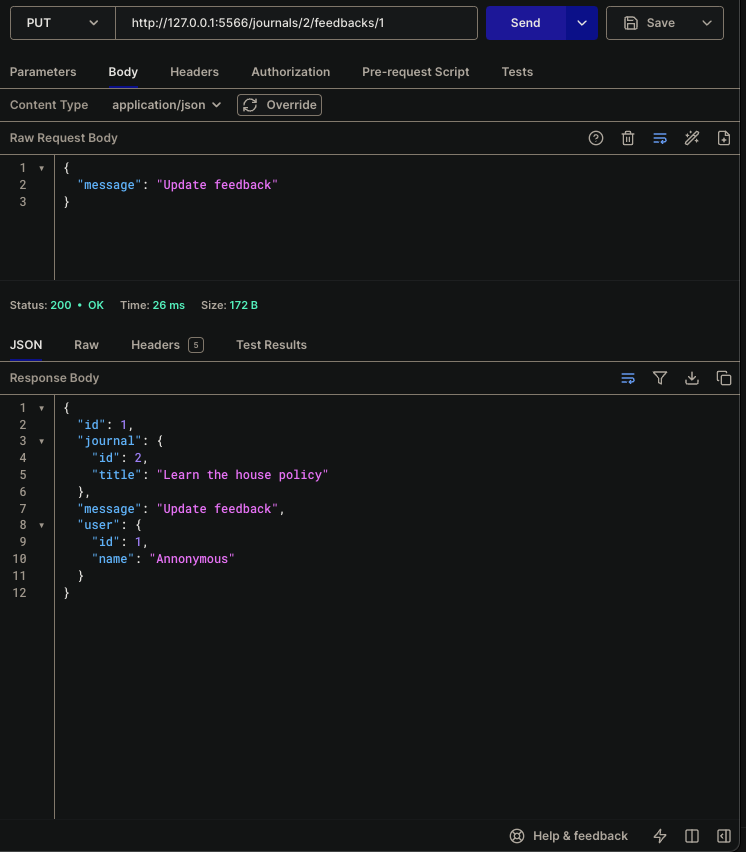 PUT http://127.0.0.1:5566/journals/2/feedbacks/1 Send Save
Parameters Body Headers Authorization Pre-request Script Tests
Content Type application/json Override
Raw Request Body
1 {
2 "message": "Update feedback"
3 }
Status: 200 • OK Time: 26 ms Size: 172 B
JSON Raw Headers 5 Test Results
Response Body
1 {
2 "id": 1,
3 "journal": {
4 "id": 2,
5 "title": "Learn the house policy"
6 },
7 "message": "Update feedback",
8 "user": {
9 "id": 1,
10 "name": "Annonymous"
11 }
12 }
Help & feedback